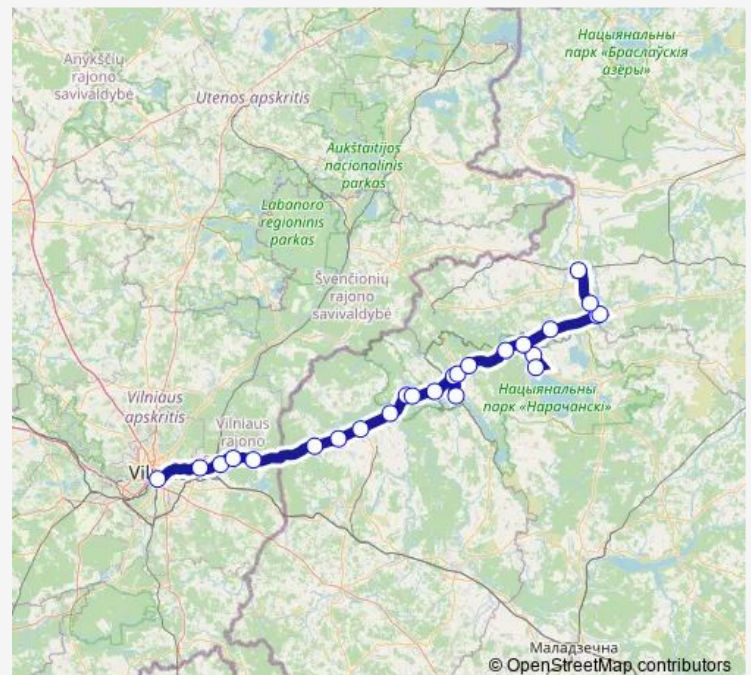 Нацыянальны
парк «Браслаўскія
азёры»
Anykščių
rajono
savivaldybė
Utenos apskritis
Aukštaitijos
nacionalinis
parkas
Labanoro
regioninis
parkas
Švenčionių
rajono
savivaldybė
Нацыянальны
парк «Нарачанскі»
Vilniaus
apskritis
Vilniaus
rajono
Vil
Маладзечна
© OpenStreetMap contributors